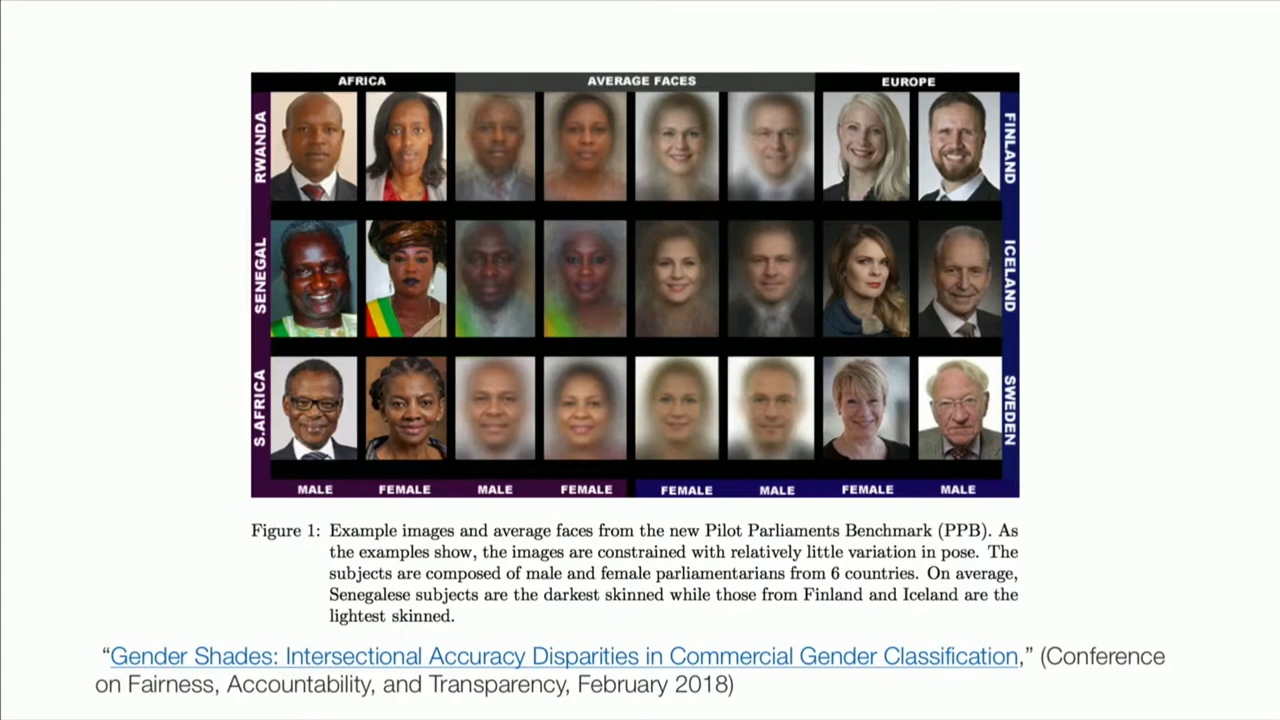 AFRICA AVERAGE FACES EUROPE
RWANDA FINLAND
SENEGAL ICELAND
S.AFRICA SWEDEN
MALE FEMALE MALE FEMALE FEMALE MALE FEMALE MALE
Figure 1: Example images and average faces from the new Pilot Parliaments Benchmark (PPB). As
the examples show, the images are constrained with relatively little variation in pose. The
subjects are composed of male and female parliamentarians from 6 countries. On average,
Senegalese subjects are the darkest skinned while those from Finland and Iceland are the
lightest skinned.
“Gender Shades: Intersectional Accuracy Disparities in Commercial Gender Classification,” (Conference
on Fairness, Accountability, and Transparency, February 2018)